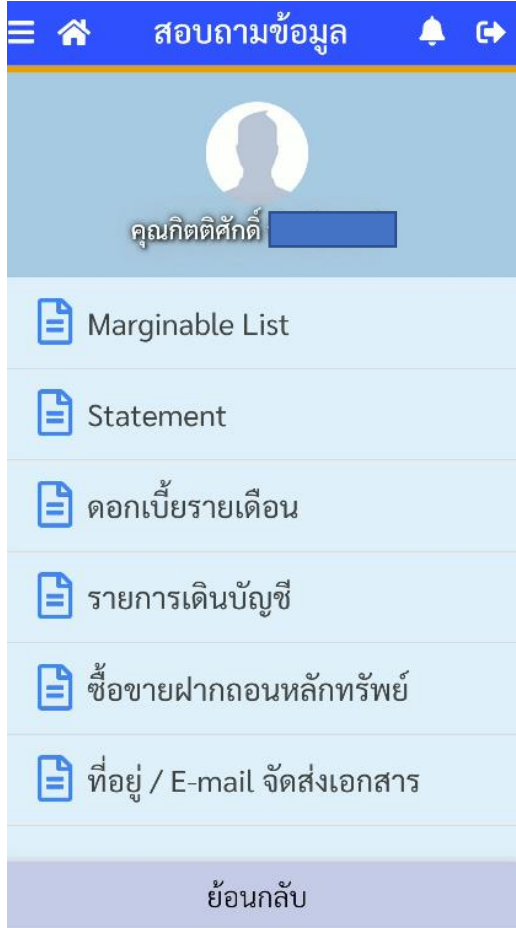 สอบถามข้อมูล
คุณกิตติศักดิ์
Marginable List
Statement
ดอกเบี้ยรายเดือน
รายการเดินบัญชี
ซื้อขายฝากถอนหลักทรัพย์
ที่อยู่ / E-mail จัดส่งเอกสาร
ย้อนกลับ